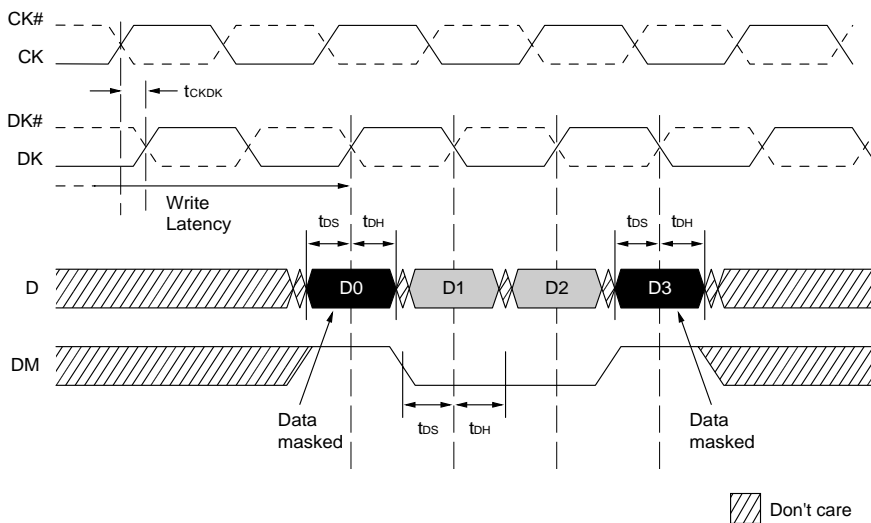 CK#
CK
tCKDK
DK#
DK
Write
Latency
tDS tDH tDS tDH
D D0 D1 D2 D3
DM
tDS tDH
Data
masked
Data
masked
Don't care